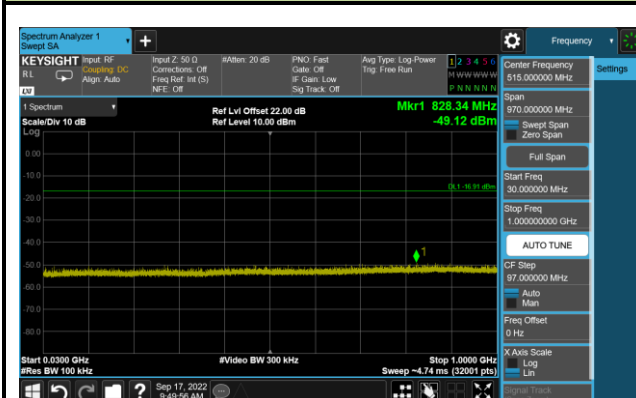 Spectrum Analyzer 1
Swept SA
+
Frequency
KEYSIGHT
RL
LXI
Input: RF
Coupling: DC
Align: Auto
Input Z: 50 Ω
Corrections: Off
Freq Ref: Int (S)
NFE: Off
#Atten: 20 dB
PNO: Fast
Gate: Off
IF Gain: Low
Sig Track: Off
Avg Type: Log-Power
Trig: Free Run
1 2 3 4 5 6
M W W W W W
P N N N N N
1 Spectrum
Scale/Div 10 dB
Log
Ref Lvl Offset 22.00 dB
Ref Level 10.00 dBm
Mkr1 828.34 MHz
-49.12 dBm
0.00
-10.0
DL1 -16.91 dBm
-20.0
-30.0
-40.0
1
-50.0
-60.0
-70.0
-80.0
Start 0.0300 GHz
#Res BW 100 kHz
#Video BW 300 kHz
Stop 1.0000 GHz
Sweep ~4.74 ms (32001 pts)
Sep 17, 2022
9:49:56 AM
Center Frequency
515.000000 MHz
Settings
Span
970.000000 MHz
Swept Span
Zero Span
Full Span
Start Freq
30.000000 MHz
Stop Freq
1.000000000 GHz
AUTO TUNE
CF Step
97.000000 MHz
Auto
Man
Freq Offset
0 Hz
X Axis Scale
Log
Lin
Signal Track